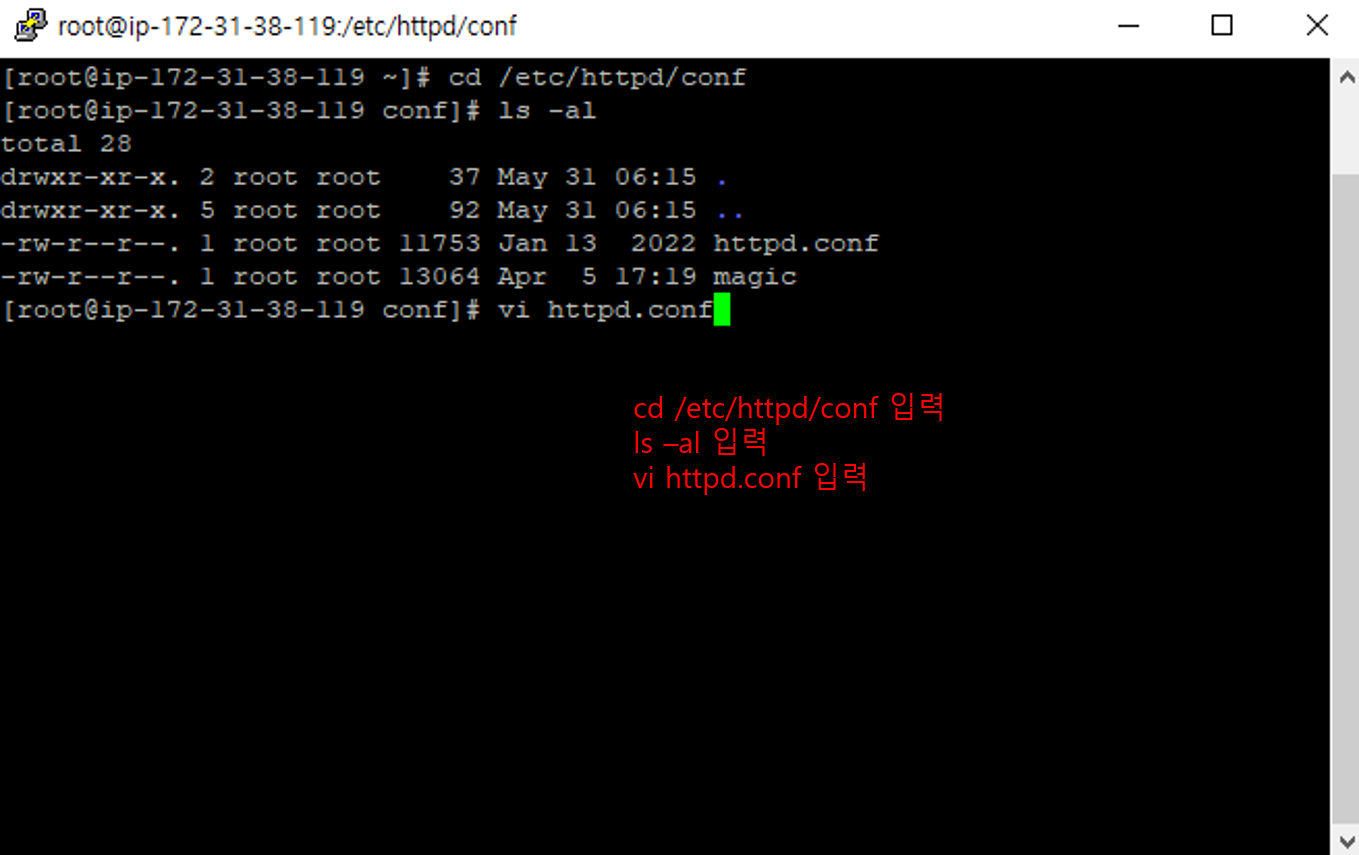 root@ip-172-31-38-119:/etc/httpd/conf
[root@ip-172-31-38-119 ~]# cd /etc/httpd/conf
[root@ip-172-31-38-119 conf]# ls -al
total 28
drwxr-xr-x. 2 root root    37 May 31 06:15 .
drwxr-xr-x. 5 root root    92 May 31 06:15 ..
-rw-r--r--. 1 root root 11753 Jan 13  2022 httpd.conf
-rw-r--r--. 1 root root 13064 Apr  5 17:19 magic
[root@ip-172-31-38-119 conf]# vi httpd.conf
cd /etc/httpd/conf 입력
ls –al 입력
vi httpd.conf 입력